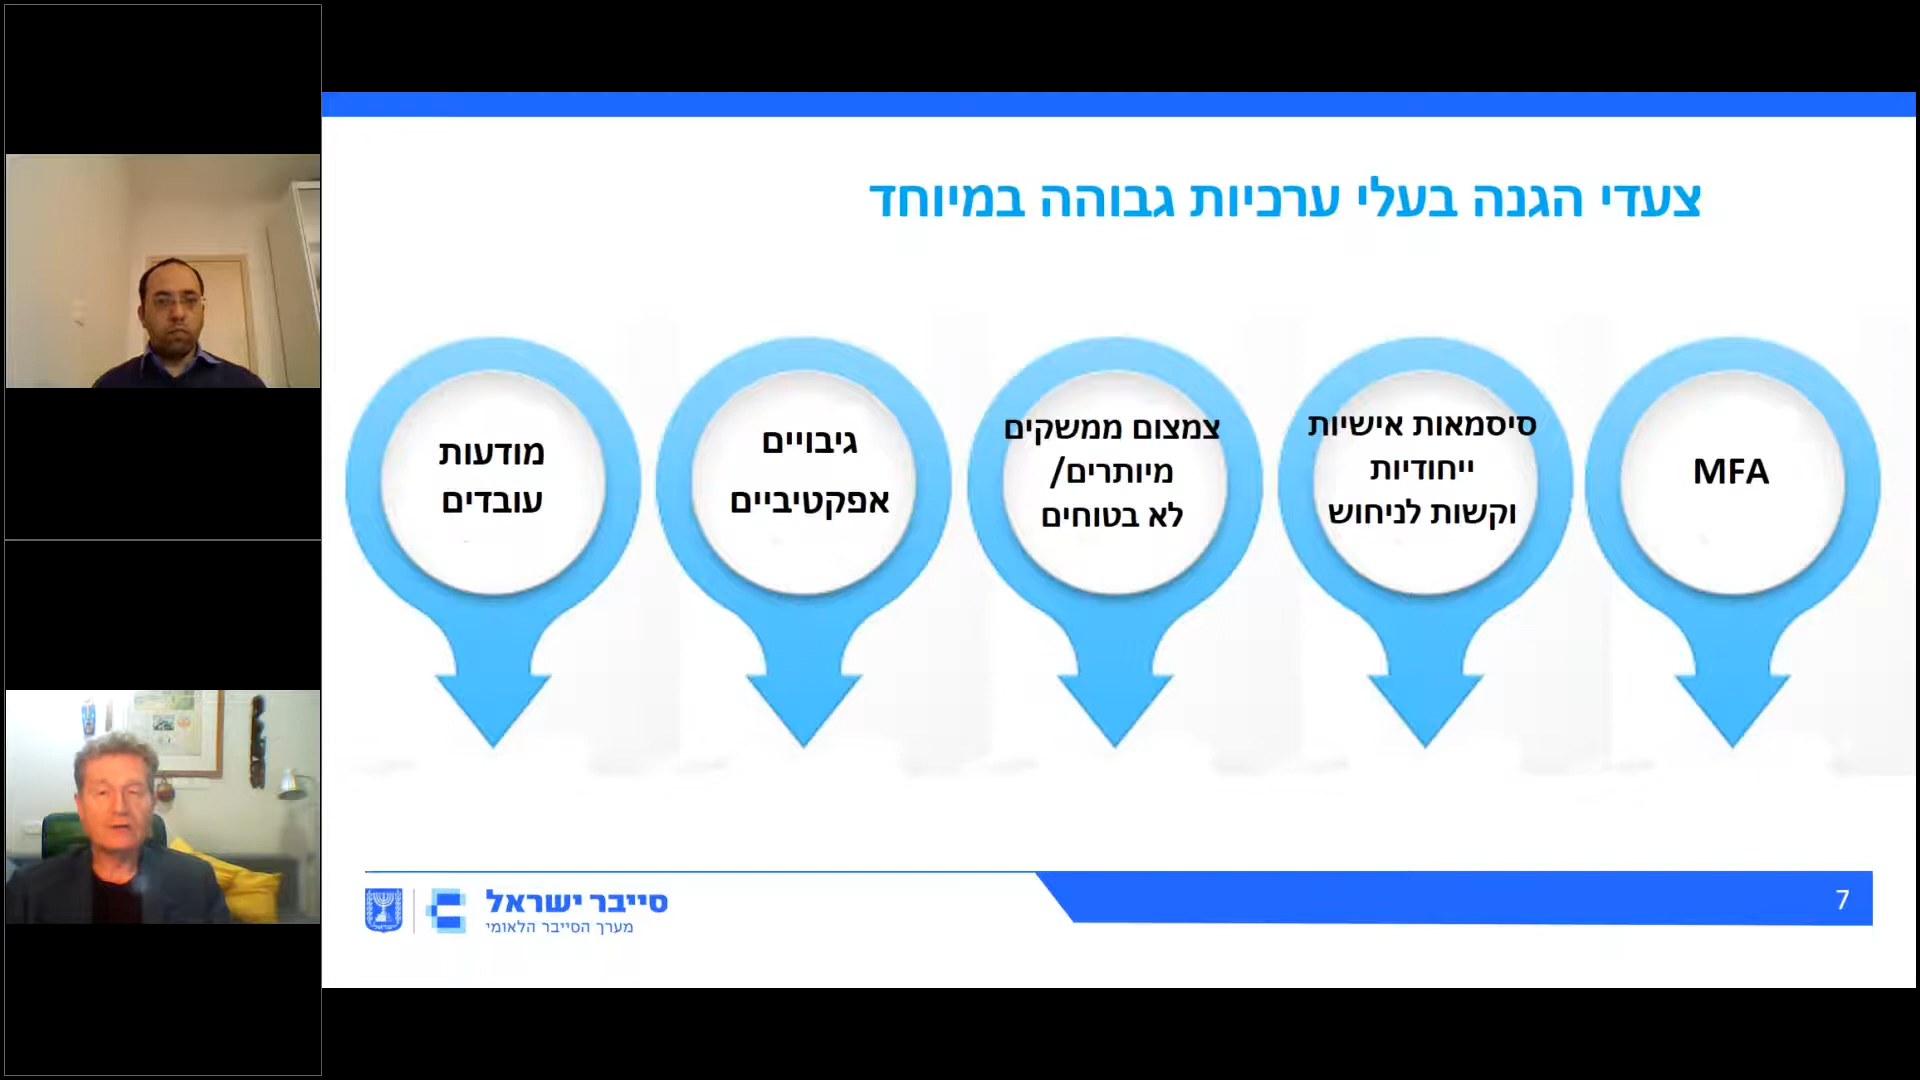 צעדי הגנה בעלי ערכיות גבוהה במיוחד
MFA
סיסמאות אישיות
ייחודיות
וקשות לניחוש
צמצום ממשקים
מיותרים/
לא בטוחים
גיבויים
אפקטיביים
מודעות
עובדים
סייבר ישראל
מערך הסייבר הלאומי
7